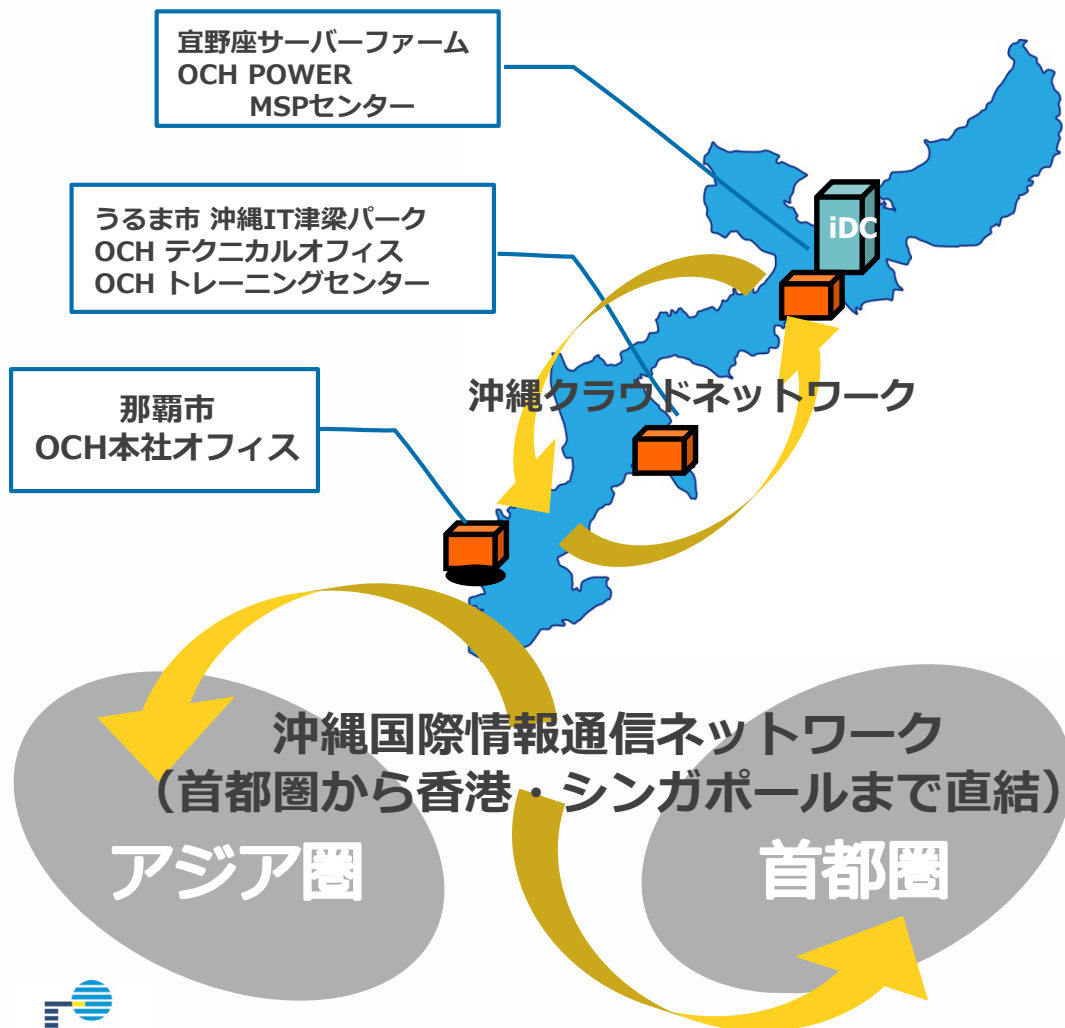 宜野座サーバーファーム
OCH POWER
MSPセンター
うるま市 沖縄IT津梁パーク
OCH テクニカルオフィス
OCH トレーニングセンター
iDC
沖縄クラウドネットワーク
那覇市
OCH本社オフィス
沖縄国際情報通信ネットワーク
（首都圏から香港・シンガポールまで直結）
アジア圏
首都圏